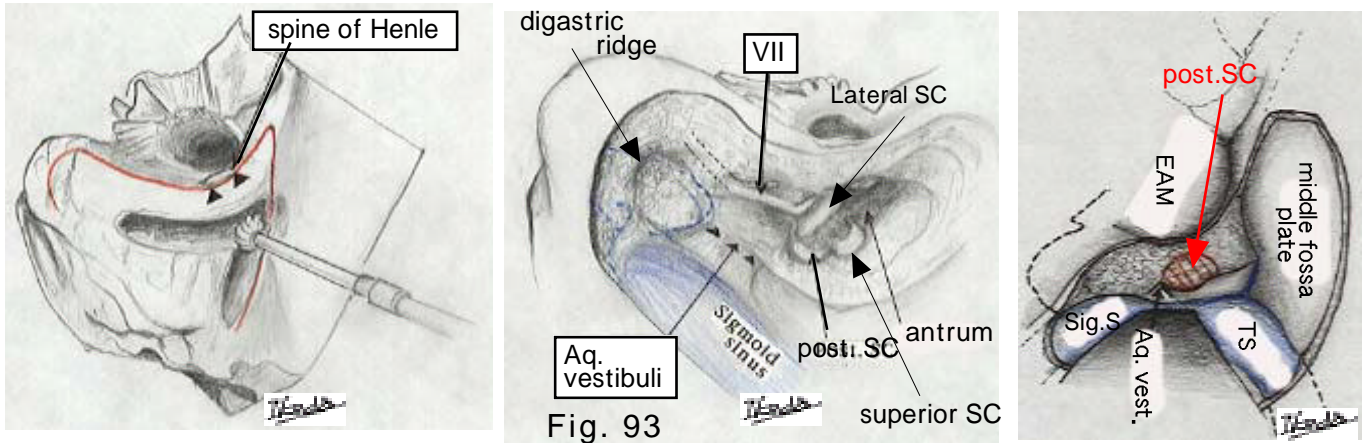 spine of Henle
digastric
ridge
VII
Lateral SC
Aq.
vestibuli
Sigmoid
sinus
post. SC
antrum
superior SC
Fig. 93
post.SC
EAM
middle fossa
plate
Sig.S
Aq. vest.
TS